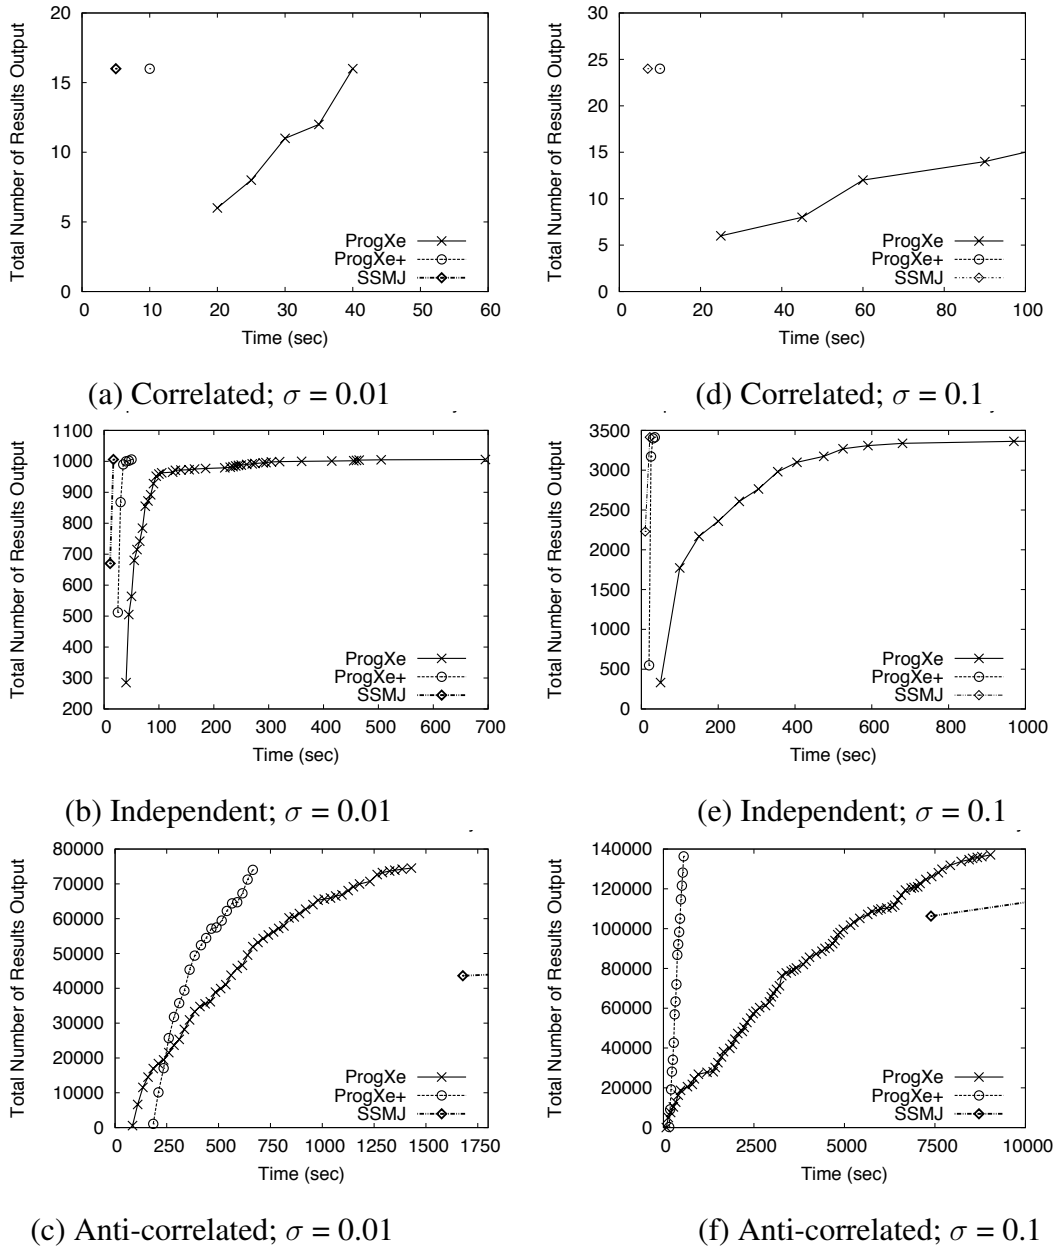 Total Number of Results Output
20
15
10
5
0
ProgXe
ProgXe+
SSMJ
0 10 20 30 40 50 60
Time (sec)
(a) Correlated; σ = 0.01
Total Number of Results Output
30
25
20
15
10
5
0
ProgXe
ProgXe+
SSMJ
0 20 40 60 80 100
Time (sec)
(d) Correlated; σ = 0.1
Total Number of Results Output
1100
1000
900
800
700
600
500
400
300
200
ProgXe
ProgXe+
SSMJ
0 100 200 300 400 500 600 700
Time (sec)
(b) Independent; σ = 0.01
Total Number of Results Output
3500
3000
2500
2000
1500
1000
500
0
ProgXe
ProgXe+
SSMJ
0 200 400 600 800 1000
Time (sec)
(e) Independent; σ = 0.1
Total Number of Results Output
80000
70000
60000
50000
40000
30000
20000
10000
0
ProgXe
ProgXe+
SSMJ
0 250 500 750 1000 1250 1500 1750
Time (sec)
(c) Anti-correlated; σ = 0.01
Total Number of Results Output
140000
120000
100000
80000
60000
40000
20000
0
ProgXe
ProgXe+
SSMJ
0 2500 5000 7500 10000
Time (sec)
(f) Anti-correlated; σ = 0.1